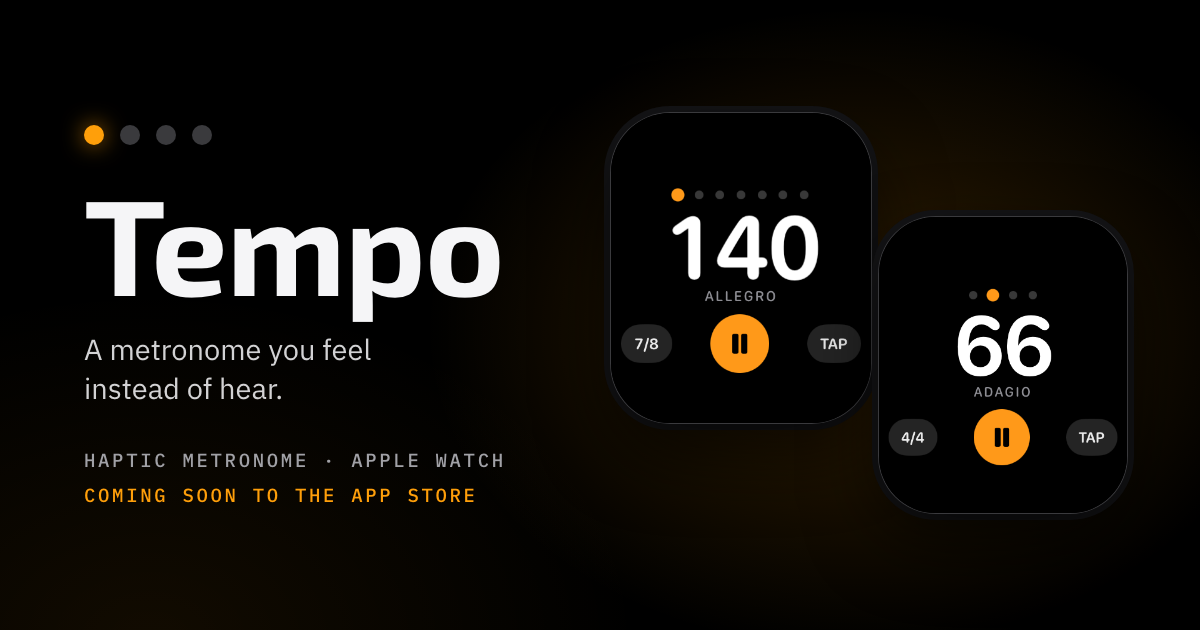 Tempo
A metronome you feel
instead of hear.
HAPTIC METRONOME · APPLE WATCH
COMING SOON TO THE APP STORE
140
ALLEGRO
7/8
TAP
66
ADAGIO
4/4
TAP